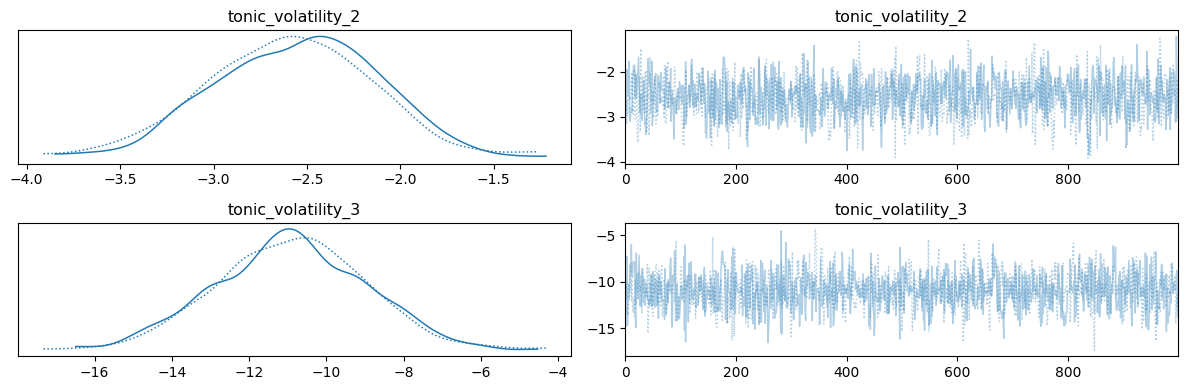 tonic_volatility_2
tonic_volatility_2
−2
−3
−4
−4.0 −3.5 −3.0 −2.5 −2.0 −1.5
0 200 400 600 800
tonic_volatility_3
tonic_volatility_3
−5
−10
−15
−16 −14 −12 −10 −8 −6 −4
0 200 400 600 800